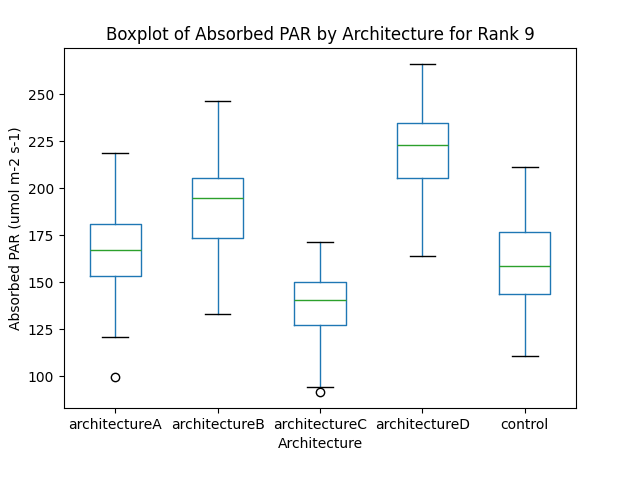 Boxplot of Absorbed PAR by Architecture for Rank 9
Absorbed PAR (umol m-2 s-1)
250
225
200
175
150
125
100
architectureA
architectureB
architectureC
architectureD
control
Architecture